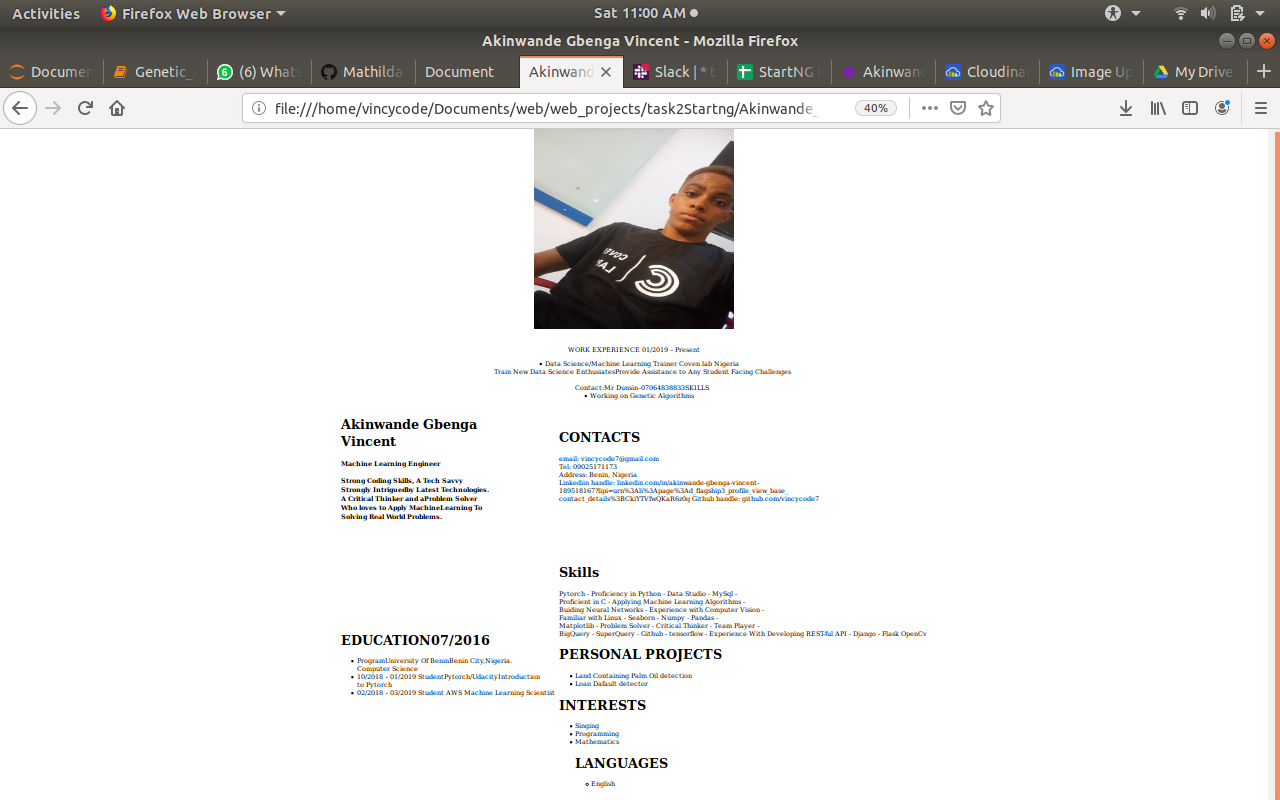 Activities
Firefox Web Browser
Sat 11:00 AM
Akinwande Gbenga Vincent - Mozilla Firefox
Documen
Genetic_
(6) Whats
Mathilda
Document
Akinwand
Slack | * t
StartNG
Akinwan
Cloudina
Image Up
My Drive
file:///home/vincycode/Documents/web/web_projects/task2Startng/Akinwande_
40%
WORK EXPERIENCE 01/2019 – Present
• Data Science/Machine Learning Trainer Coven lab Nigeria
Train New Data Science EnthusiatesProvide Assistance to Any Student Facing Challenges
Contact:Mr Dunsin–07064838833SKILLS
• Working on Genetic Algorithms
Akinwande Gbenga
Vincent
Machine Learning Engineer
Strong Coding Skills, A Tech Savvy
Strongly Intriguedby Latest Technologies.
A Critical Thinker and aProblem Solver
Who loves to Apply MachineLearning To
Solving Real World Problems.
EDUCATION07/2016
• ProgramUniversity Of BeninBenin City,Nigeria.
Computer Science
• 10/2018 – 01/2019 StudentPytorch/UdacityIntroduction
to Pytorch
• 02/2018 – 03/2019 Student AWS Machine Learning Scientist
CONTACTS
email: vincycode7@gmail.com
Tel: 09025171173
Address: Benin, Nigeria
Linkediin handle: linkedin.com/in/akinwande-gbenga-vincent-
189518167/lipi=urn%3Ali%3Apage%3Ad_flagship3_profile_view_base_
contact_details%3BCkiYTVfwQKaR6z0q Github handle: github.com/vincycode7
Skills
Pytorch - Proficiency in Python - Data Studio - MySql -
Proficient in C - Applying Machine Learning Algorithms -
Buiding Neural Networks - Experience with Computer Vision -
Familiar with Linux - Seaborn - Numpy - Pandas -
Matplotlib - Problem Solver - Critical Thinker - Team Player -
BigQuery - SuperQuery - Github - tensorflow - Experience With Developing REST-ful API - Django - Flask OpenCv
PERSONAL PROJECTS
• Land Containing Palm Oil detection
• Loan Dafault detector
INTERESTS
• Singing
• Programming
• Mathematics
LANGUAGES
English